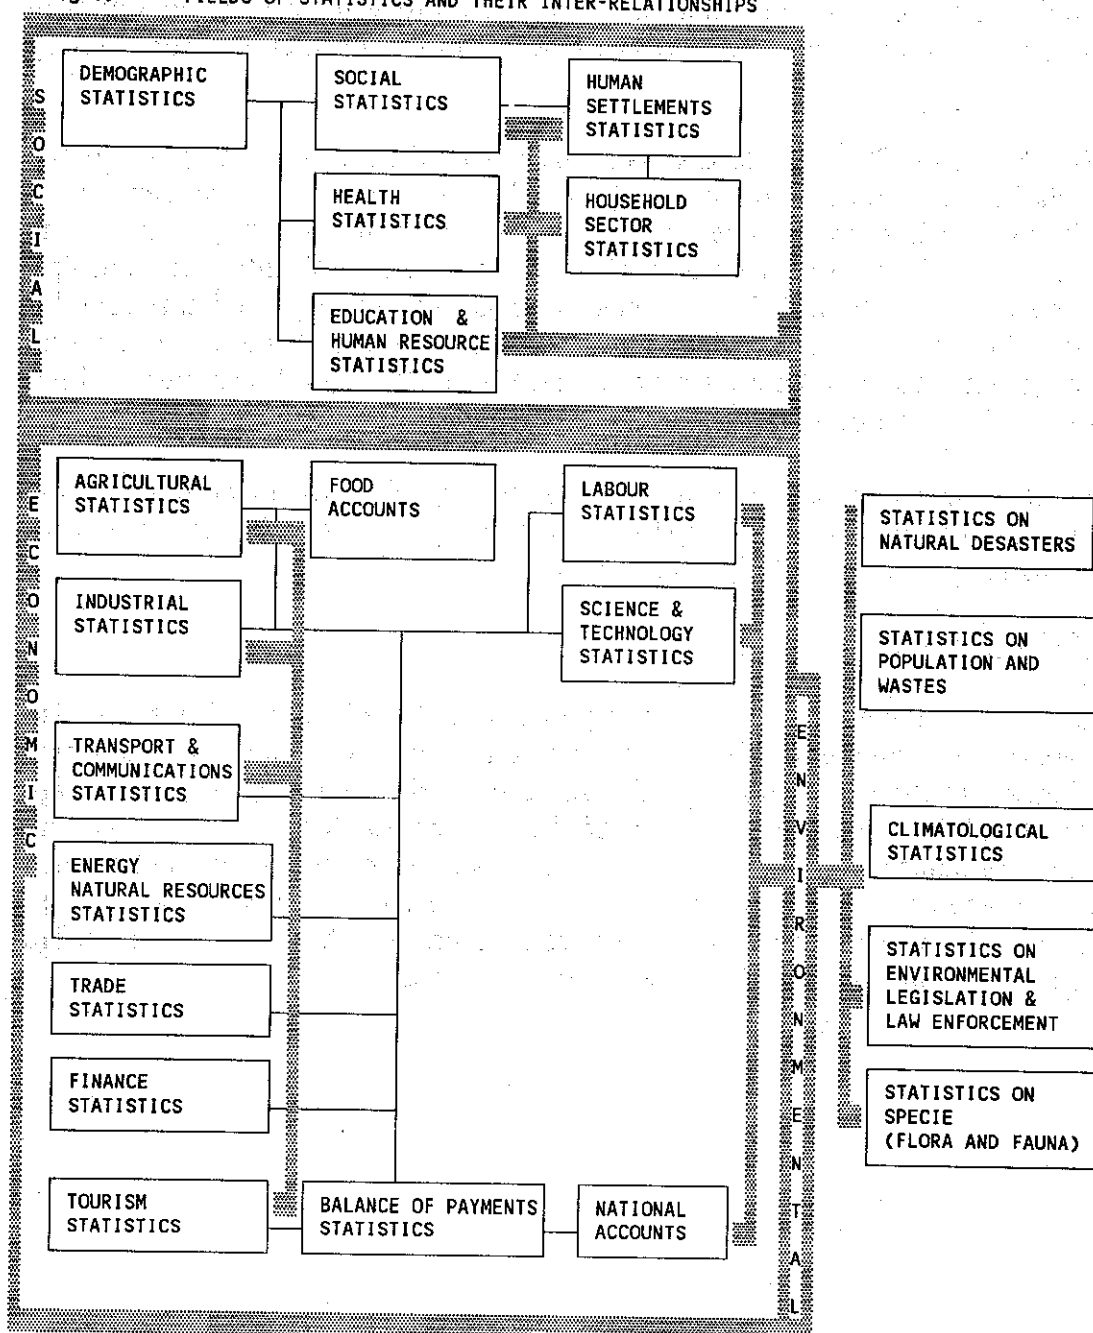 FIELDS OF STATISTICS AND THEIR INTER-RELATIONSHIPS
SOCIAL
DEMOGRAPHIC
STATISTICS
SOCIAL
STATISTICS
HUMAN
SETTLEMENTS
STATISTICS
HEALTH
STATISTICS
HOUSEHOLD
SECTOR
STATISTICS
EDUCATION &
HUMAN RESOURCE
STATISTICS
ECONOMIC
AGRICULTURAL
STATISTICS
FOOD
ACCOUNTS
LABOUR
STATISTICS
INDUSTRIAL
STATISTICS
SCIENCE &
TECHNOLOGY
STATISTICS
TRANSPORT &
COMMUNICATIONS
STATISTICS
ENERGY
NATURAL RESOURCES
STATISTICS
TRADE
STATISTICS
FINANCE
STATISTICS
TOURISM
STATISTICS
BALANCE OF PAYMENTS
STATISTICS
NATIONAL
ACCOUNTS
ENVIRONMENTAL
STATISTICS ON
NATURAL DESASTERS
STATISTICS ON
POPULATION AND
WASTES
CLIMATOLOGICAL
STATISTICS
STATISTICS ON
ENVIRONMENTAL
LEGISLATION &
LAW ENFORCEMENT
STATISTICS ON
SPECIE
(FLORA AND FAUNA)